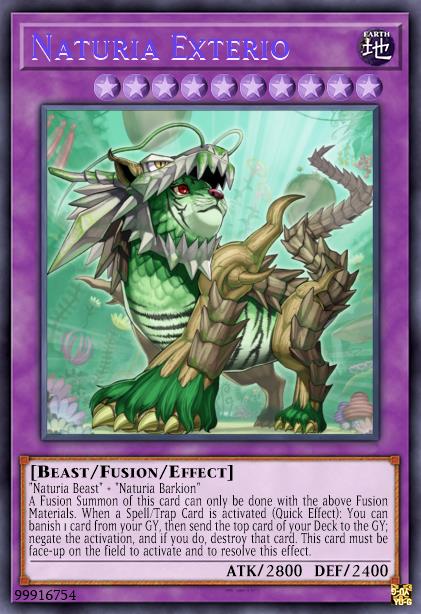 Naturia Exterio
EARTH
地
[Beast/Fusion/Effect]
"Naturia Beast" + "Naturia Barkion"
A Fusion Summon of this card can only be done with the above Fusion
Materials. When a Spell/Trap Card is activated (Quick Effect): You can
banish 1 card from your GY, then send the top card of your Deck to the GY;
negate the activation, and if you do, destroy that card. This card must be
face-up on the field to activate and to resolve this effect.
ATK/2800 DEF/2400
99916754